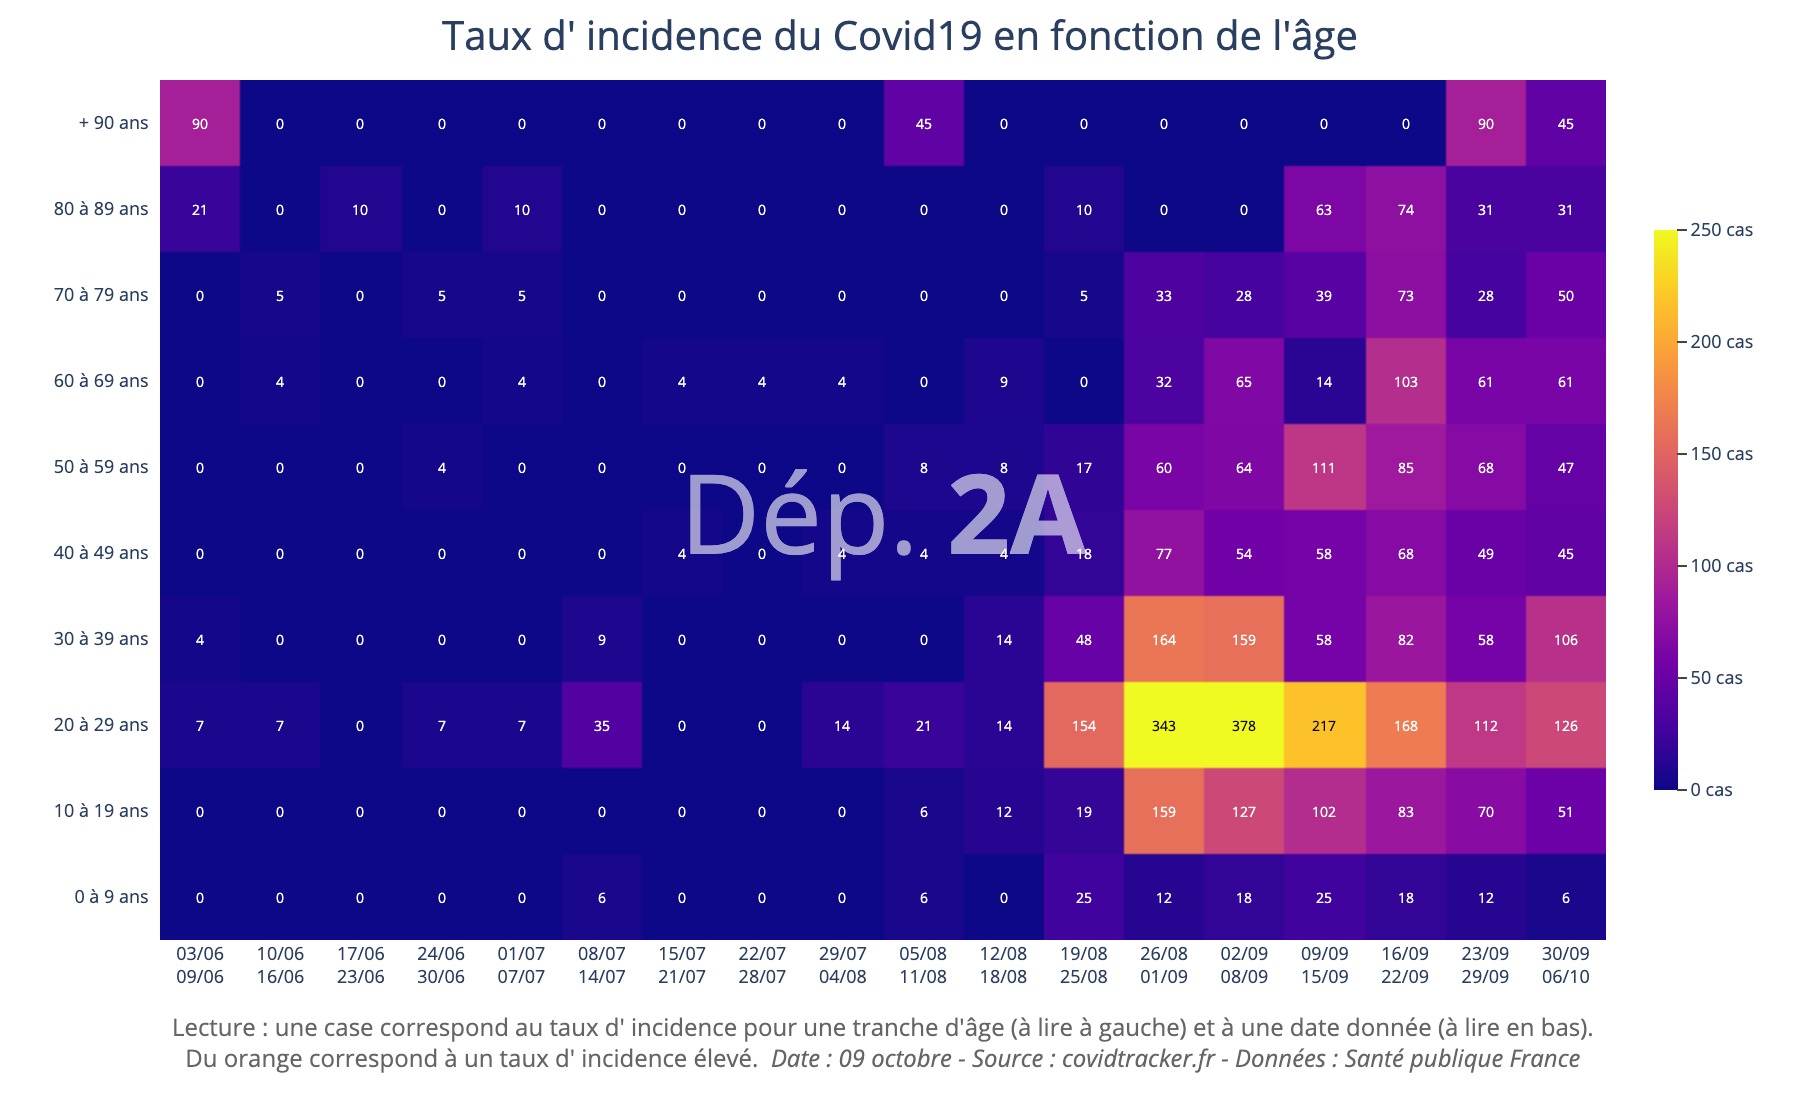 Taux d' incidence du Covid19 en fonction de l'âge
+ 90 ans 90 0 0 0 0 0 0 0 0 45 0 0 0 0 0 0 90 45
80 à 89 ans 21 0 10 0 10 0 0 0 0 0 0 10 0 0 63 74 31 31
70 à 79 ans 0 5 0 5 5 0 0 0 0 0 0 5 33 28 39 73 28 50
60 à 69 ans 0 4 0 0 4 0 4 4 4 0 9 0 32 65 14 103 61 61
50 à 59 ans 0 0 0 4 0 0 0 0 0 8 8 17 60 64 111 85 68 47
Dép. 2A
40 à 49 ans 0 0 0 0 0 0 4 0 4 4 4 18 77 54 58 68 49 45
30 à 39 ans 4 0 0 0 0 9 0 0 0 0 14 48 164 159 58 82 58 106
20 à 29 ans 7 7 0 7 7 35 0 0 14 21 14 154 343 378 217 168 112 126
10 à 19 ans 0 0 0 0 0 0 0 0 0 6 12 19 159 127 102 83 70 51
0 à 9 ans 0 0 0 0 0 6 0 0 0 6 0 25 12 18 25 18 12 6
03/06 10/06 17/06 24/06 01/07 08/07 15/07 22/07 29/07 05/08 12/08 19/08 26/08 02/09 09/09 16/09 23/09 30/09
09/06 16/06 23/06 30/06 07/07 14/07 21/07 28/07 04/08 11/08 18/08 25/08 01/09 08/09 15/09 22/09 29/09 06/10
250 cas
200 cas
150 cas
100 cas
50 cas
0 cas
Lecture : une case correspond au taux d' incidence pour une tranche d'âge (à lire à gauche) et à une date donnée (à lire en bas).
Du orange correspond à un taux d' incidence élevé. Date : 09 octobre - Source : covidtracker.fr - Données : Santé publique France